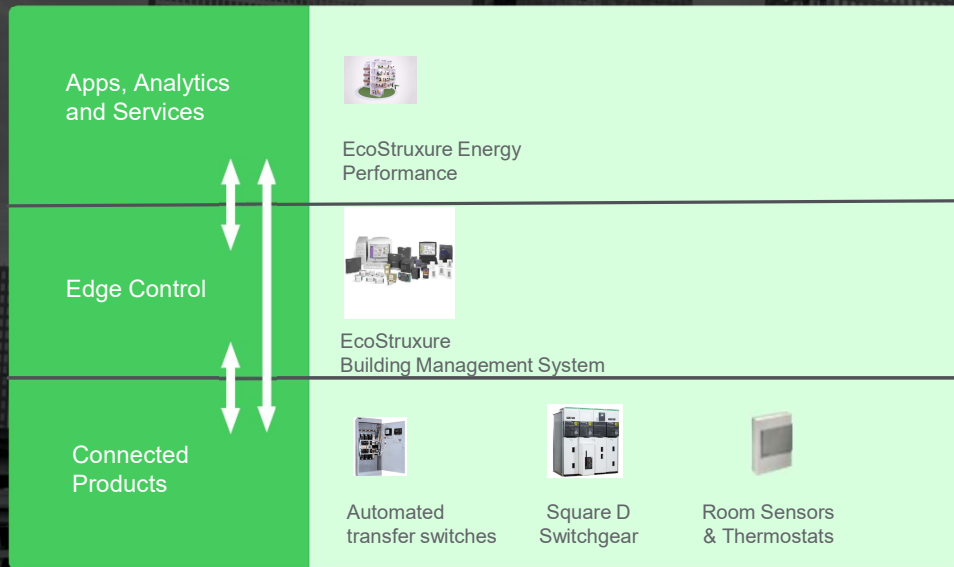 Apps, Analytics
and Services
EcoStruxure Energy
Performance
Edge Control
EcoStruxure
Building Management System
Connected
Products
Automated
transfer switches
Square D
Switchgear
Room Sensors
& Thermostats